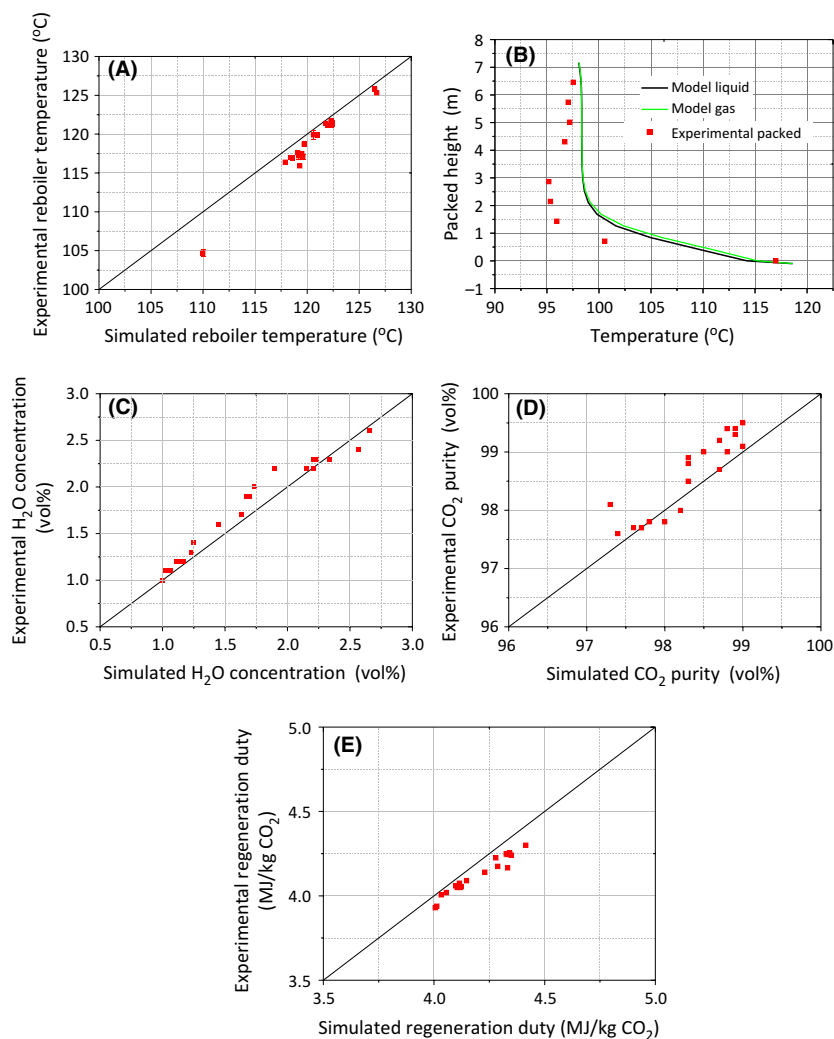 (A)
Experimental reboiler temperature (°C)
130
125
120
115
110
105
100
100 105 110 115 120 125 130
Simulated reboiler temperature (°C)
(B)
Packed height (m)
8
7
6
5
4
3
2
1
0
−1
90 95 100 105 110 115 120
Temperature (°C)
Model liquid
Model gas
Experimental packed
(C)
Experimental H2O concentration
(vol%)
3.0
2.5
2.0
1.5
1.0
0.5
0.5 1.0 1.5 2.0 2.5 3.0
Simulated H2O concentration (vol%)
(D)
Experimental CO2 purity (vol%)
100
99
98
97
96
96 97 98 99 100
Simulated CO2 purity (vol%)
(E)
Experimental regeneration duty
(MJ/kg CO2)
5.0
4.5
4.0
3.5
3.5 4.0 4.5 5.0
Simulated regeneration duty (MJ/kg CO2)